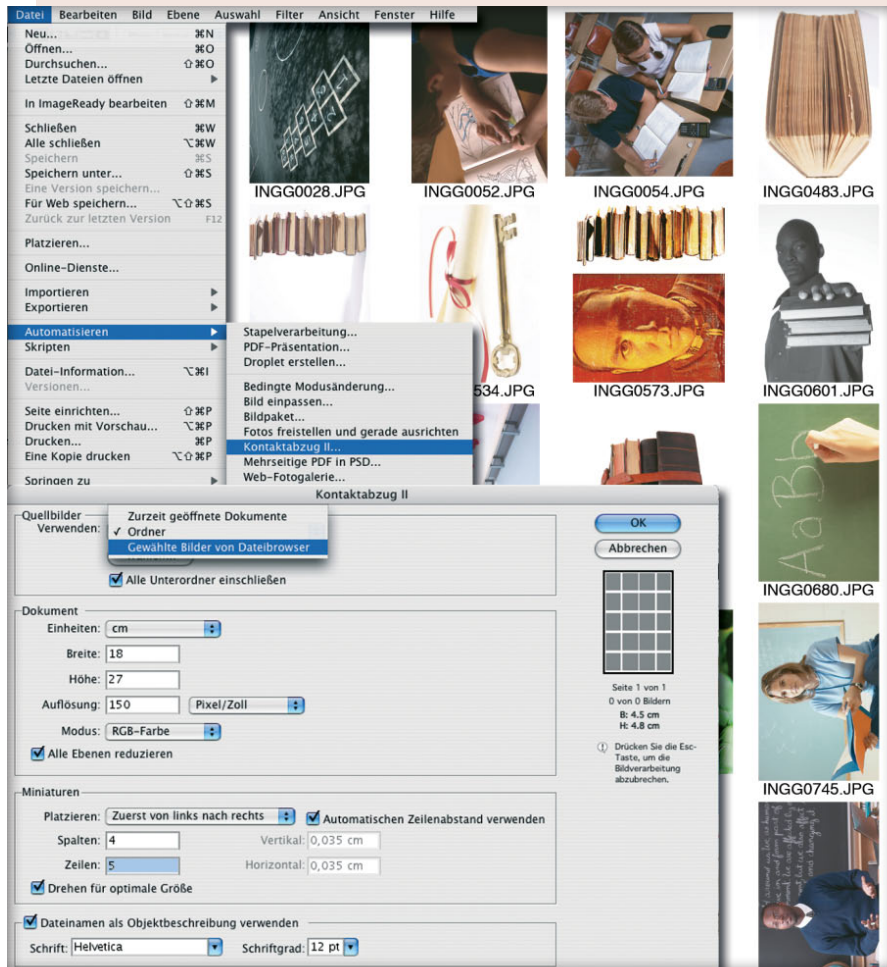 Datei Bearbeiten Bild Ebene Auswahl Filter Ansicht Fenster Hilfe
Neu... ⌘N
Öffnen... ⌘O
Durchsuchen... ⇧⌘O
Letzte Dateien öffnen ▶
In ImageReady bearbeiten ⇧⌘M
Schließen ⌘W
Alle schließen ⌥⌘W
Speichern ⌘S
Speichern unter... ⇧⌘S
Eine Version speichern...
Für Web speichern... ⌥⇧⌘S
Zurück zur letzten Version F12
Platzieren...
Online-Dienste...
Importieren ▶
Exportieren ▶
Automatisieren ▶
Skripten ▶
Datei-Information... ⌥⌘I
Versionen...
Seite einrichten... ⇧⌘P
Drucken mit Vorschau... ⌥⌘P
Drucken... ⌘P
Eine Kopie drucken ⌥⇧⌘P
Springen zu ▶
Stapelverarbeitung...
PDF-Präsentation...
Droplet erstellen...
Bedingte Modusänderung...
Bild einpassen...
Bildpaket...
Fotos freistellen und gerade ausrichten
Kontaktabzug II...
Mehrseitige PDF in PSD...
Web-Fotogalerie...
INGG0028.JPG INGG0052.JPG INGG0054.JPG INGG0483.JPG
534.JPG INGG0573.JPG INGG0601.JPG
AaBb
INGG0680.JPG
INGG0745.JPG
Kontaktabzug II
Quellbilder
Verwenden:
Zurzeit geöffnete Dokumente
✓ Ordner
Gewählte Bilder von Dateibrowser
Alle Unterordner einschließen
Dokument
Einheiten: cm
Breite: 18
Höhe: 27
Auflösung: 150 Pixel/Zoll
Modus: RGB-Farbe
Alle Ebenen reduzieren
Miniaturen
Platzieren: Zuerst von links nach rechts Automatischen Zeilenabstand verwenden
Spalten: 4 Vertikal: 0,035 cm
Zeilen: 5 Horizontal: 0,035 cm
Drehen für optimale Größe
Dateinamen als Objektbeschreibung verwenden
Schrift: Helvetica Schriftgrad: 12 pt
OK
Abbrechen
Seite 1 von 1
0 von 0 Bildern
B: 4.5 cm
H: 4.8 cm
Drücken Sie die Esc-
Taste, um die
Bildverarbeitung
abzubrechen.